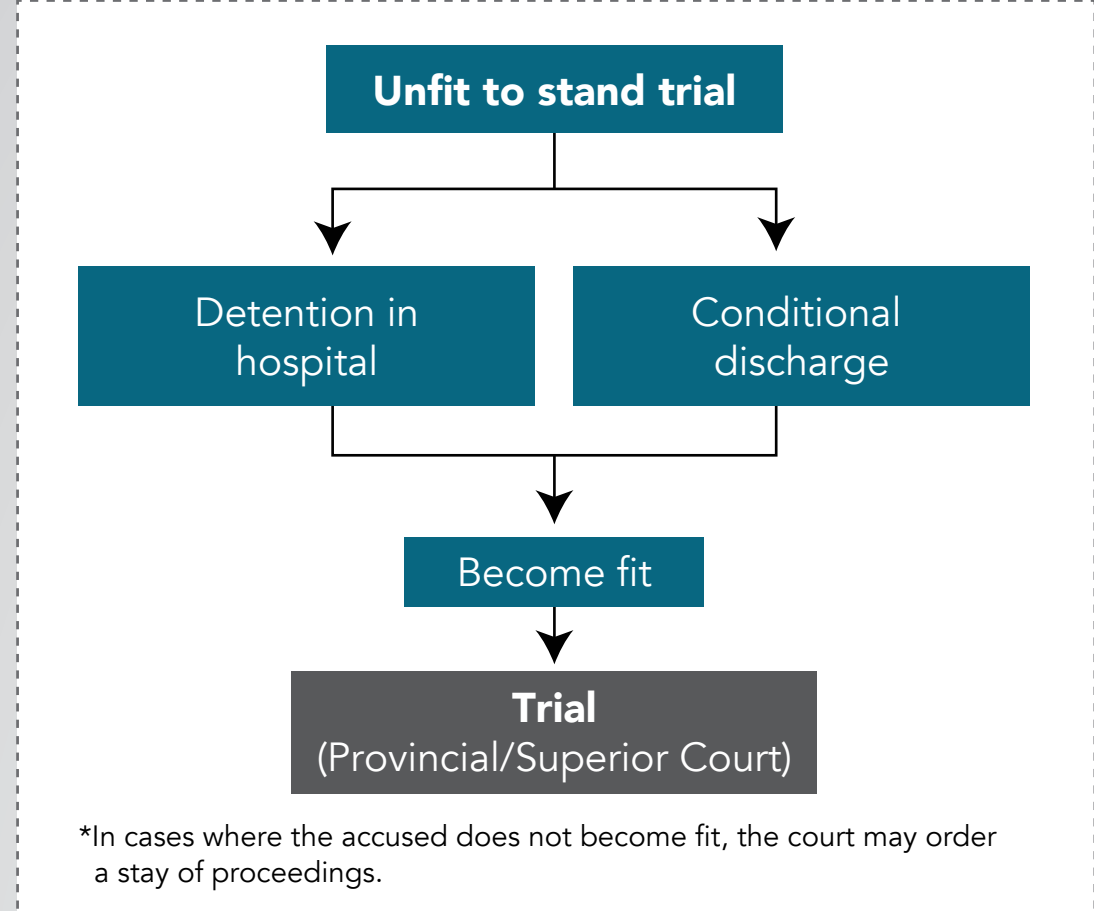 Unfit to stand trial
Detention in
hospital
Conditional
discharge
Become fit
Trial
(Provincial/Superior Court)
*In cases where the accused does not become fit, the court may order
a stay of proceedings.